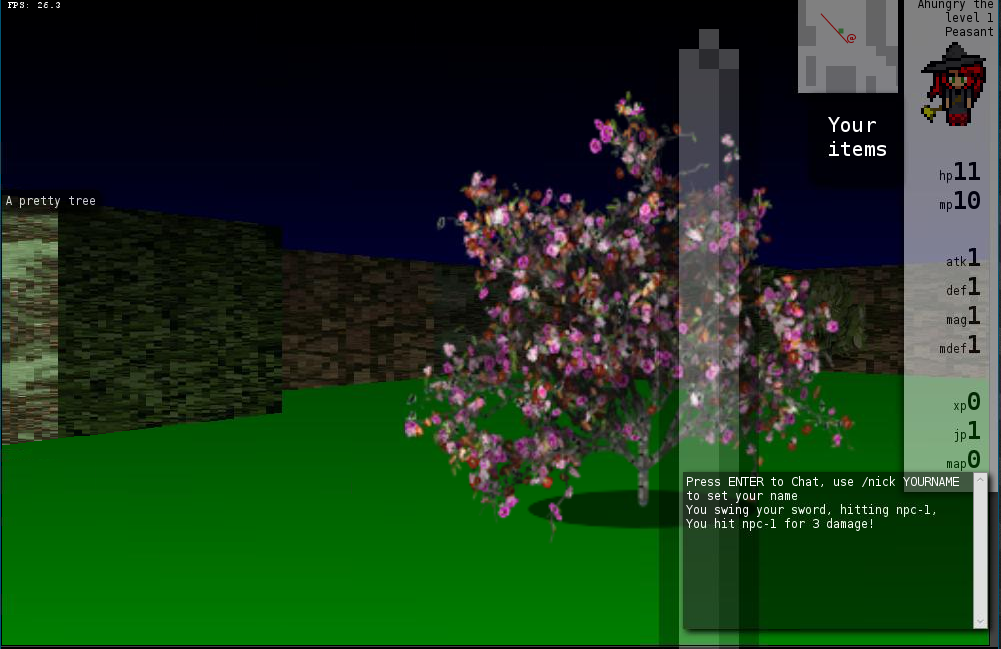 FPS: 26.3
Ahungry the
level 1
Peasant
Your
items
hp11
mp10
A pretty tree
atk1
def1
mag1
mdef1
xp0
jp1
map0
Press ENTER to Chat, use /nick YOURNAME
to set your name
You swing your sword, hitting npc-1,
You hit npc-1 for 3 damage!